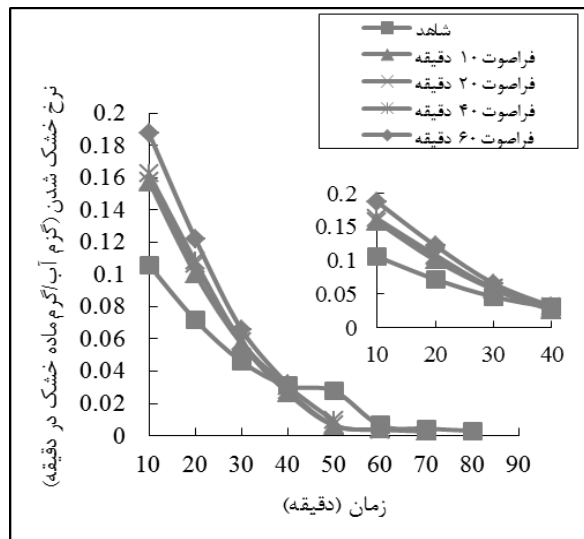 شاهد
فراصوت ۱۰ دقیقه
فراصوت ۲۰ دقیقه
فراصوت ۴۰ دقیقه
فراصوت ۶۰ دقیقه
نرخ خشک شدن (گرم آب/گرم‌ماده خشک در دقیقه)
0.2
0.18
0.16
0.14
0.12
0.1
0.08
0.06
0.04
0.02
0
10 20 30 40 50 60 70 80 90
زمان (دقیقه)
0.2
0.15
0.1
0.05
0
10 20 30 40